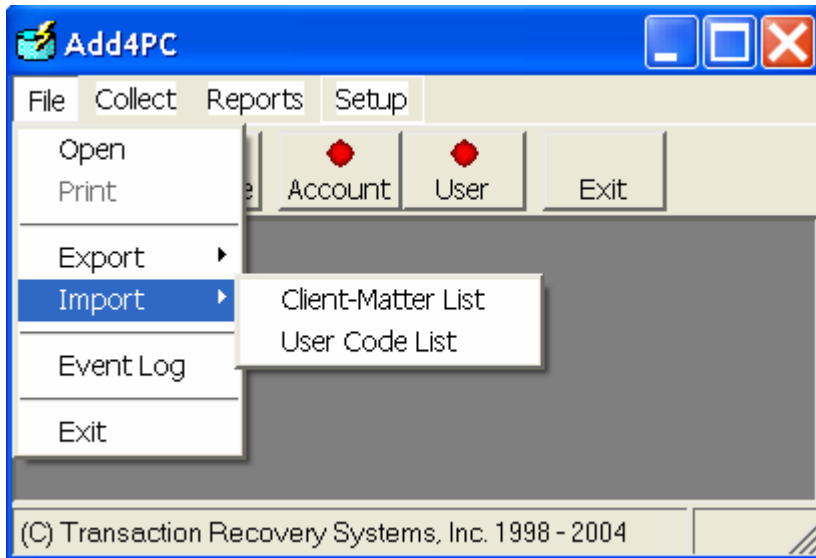 Add4PC
File Collect Reports Setup
Open
Print
Account User Exit
Export
Import
Client-Matter List
User Code List
Event Log
Exit
(C) Transaction Recovery Systems, Inc. 1998 - 2004